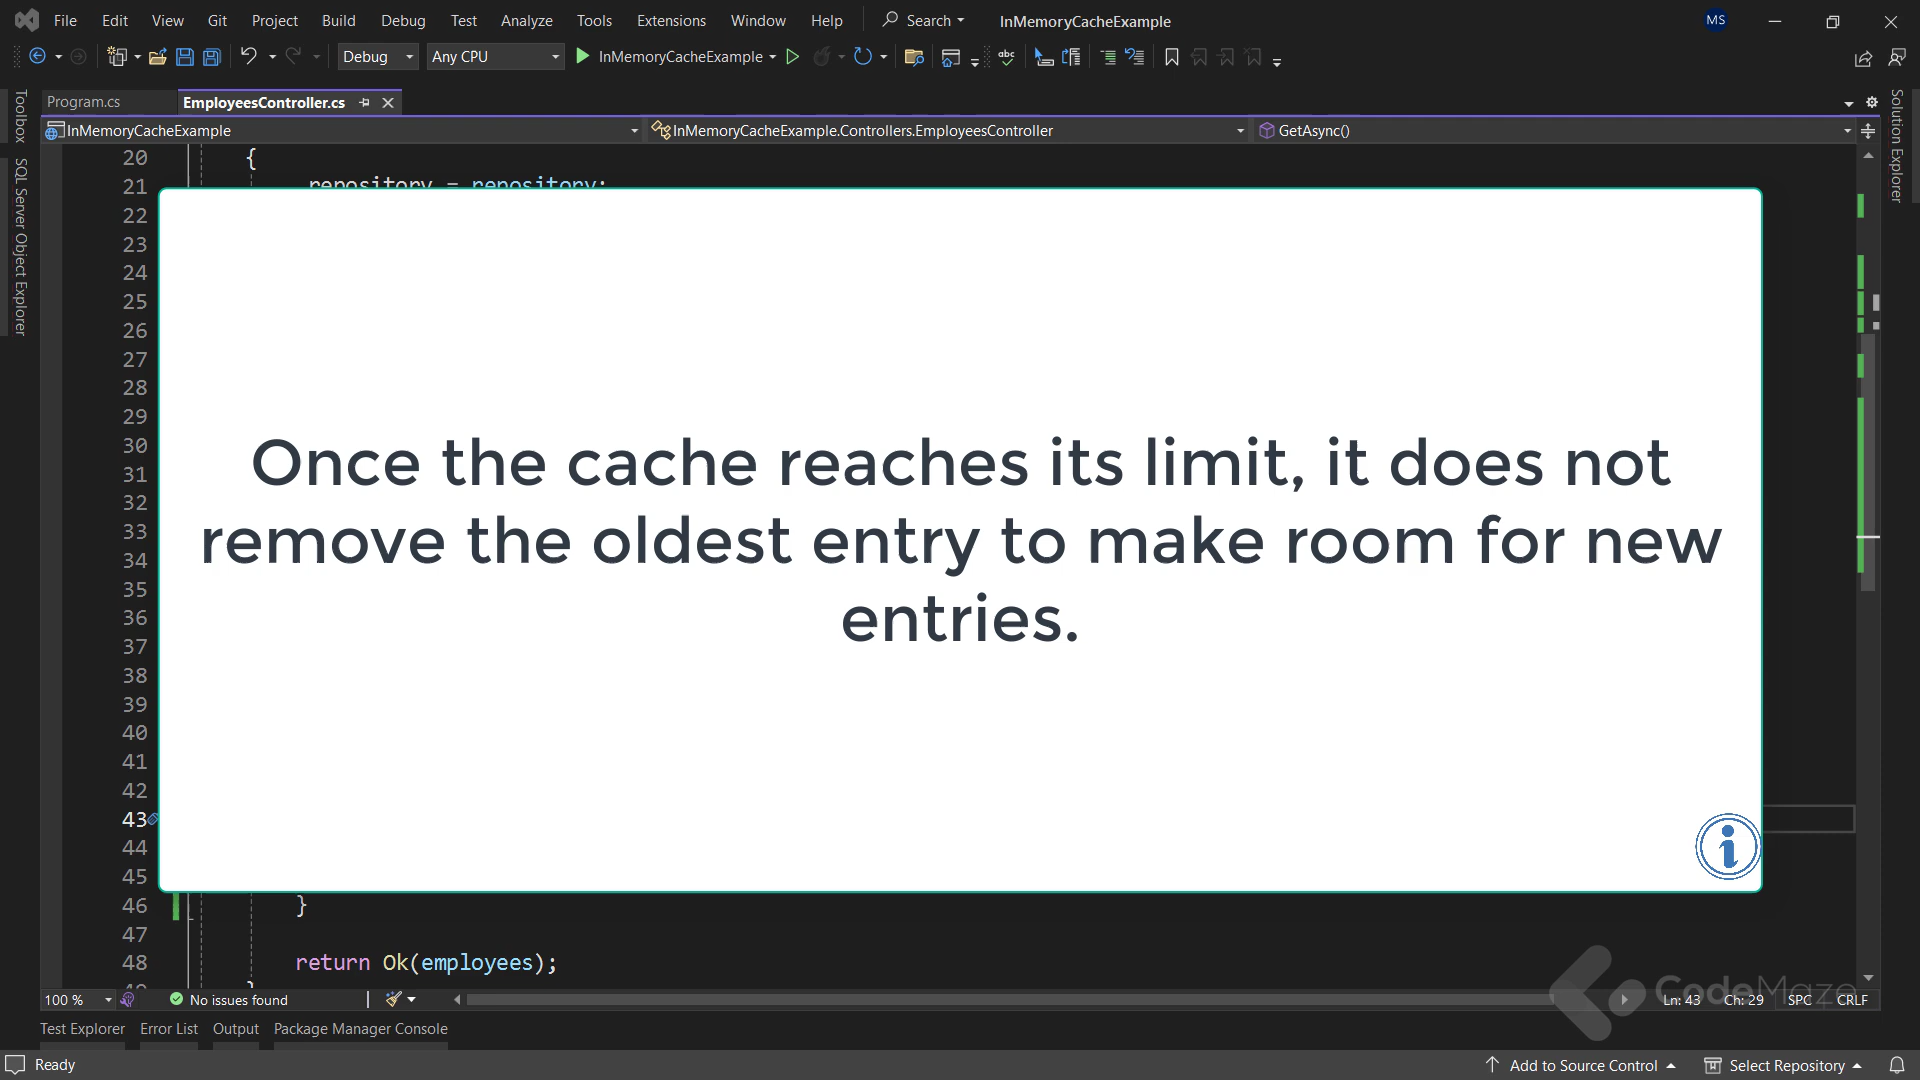 File Edit View Git Project Build Debug Test Analyze Tools Extensions Window Help Search InMemoryCacheExample MS
Debug Any CPU InMemoryCacheExample abc
Program.cs EmployeesController.cs
InMemoryCacheExample InMemoryCacheExample.Controllers.EmployeesController GetAsync()
Toolbox
SQL Server Object Explorer
Solution Explorer
20 {
21 repository = repository;
22
23
24
25
26
27
28
29
30
31
32
33
34
35
36
37
38
39
40
41
42
43
44
45
Once the cache reaches its limit, it does not
remove the oldest entry to make room for new
entries.
46 }
47
48 return Ok(employees);
CodeMaze
100 % No issues found Ln: 43 Ch: 29 SPC CRLF
Test Explorer Error List Output Package Manager Console
Ready Add to Source Control Select Repository